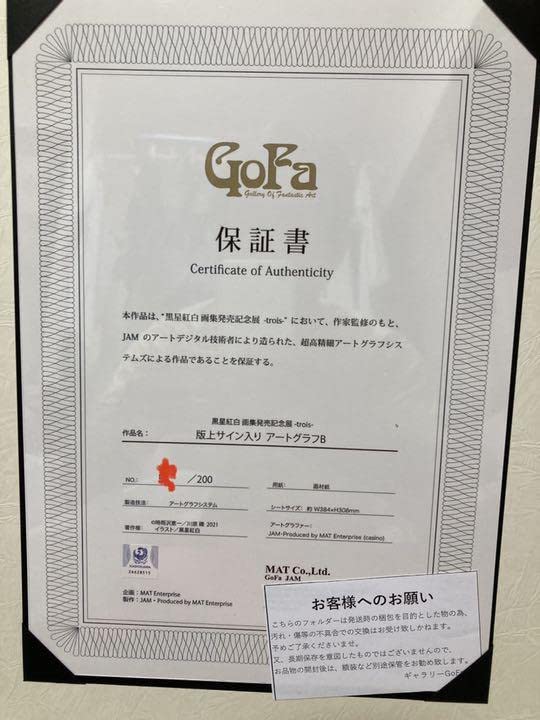 GoFa
Gallery Of Fantastic Art
保証書
Certificate of Authenticity
本作品は、"黒星紅白 画集発売記念展 -trois-" において、作家監修のもと、
JAM のアートデジタル技術者により造られた、超高精細アートグラフシス
テムズによる作品であることを保証する。
黒星紅白 画集発売記念展-trois-
作品名： 版上サイン入り アートグラフB
NO.: /200
用紙： 画材紙
製造技法： アートグラフシステム
シートサイズ： 約 W384×H308mm
著作権： ©時雨沢恵一／川原 礫 2021
イラスト／黒星紅白
アートグラファー：
JAM・Produced by MAT Enterprise (casino)
KADOKAWA
企画：MAT Enterprise
製作：JAM・Produced by MAT Enterprise
MAT Co.,Ltd.
GoFa JAM
お客様へのお願い
こちらのフォルダーは発送時の梱包を目的とした物の為、
汚れ・傷等の不具合での交換はお受け致しかねます。
予めご了承くださいませ。
又、長期保存を意図したものではございませんので、
お品物の開封後は、額装など別途保管をお勧め致します。
ギャラリーGoFa